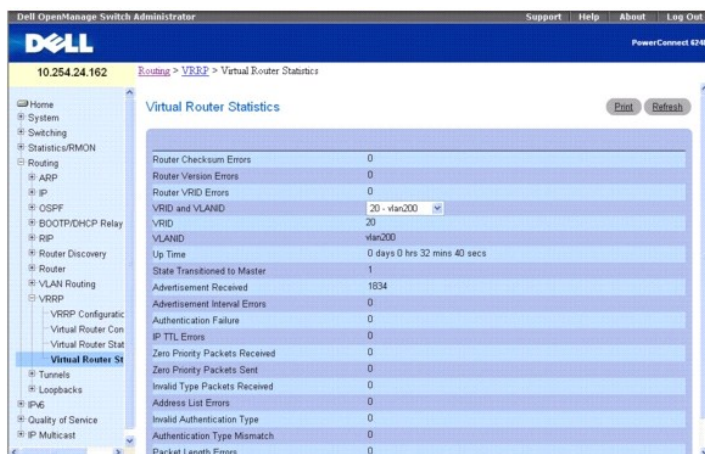 Dell OpenManage Switch Administrator Support Help About Log Out
DELL
PowerConnect 6248
10.254.24.162
Routing > VRRP > Virtual Router Statistics
Home
System
Switching
Statistics/RMON
Routing
ARP
IP
OSPF
BOOTP/DHCP Relay
RIP
Router Discovery
Router
VLAN Routing
VRRP
VRRP Configuratic
Virtual Router Con
Virtual Router Stat
Virtual Router St
Tunnels
Loopbacks
IPv6
Quality of Service
IP Multicast
Virtual Router Statistics
Print Refresh
Router Checksum Errors 0
Router Version Errors 0
Router VRID Errors 0
VRID and VLANID 20 - vlan200
VRID 20
VLANID vlan200
Up Time 0 days 0 hrs 32 mins 40 secs
State Transitioned to Master 1
Advertisement Received 1834
Advertisement Interval Errors 0
Authentication Failure 0
IP TTL Errors 0
Zero Priority Packets Received 0
Zero Priority Packets Sent 0
Invalid Type Packets Received 0
Address List Errors 0
Invalid Authentication Type 0
Authentication Type Mismatch 0
Packet Length Errors 0